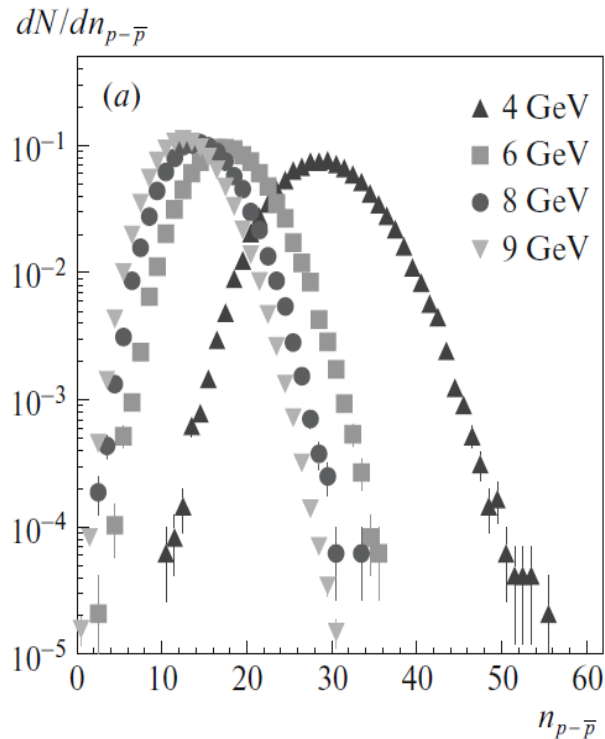 dN/dn_{p−p̅}
(a)
4 GeV
6 GeV
8 GeV
9 GeV
10^{−1}
10^{−2}
10^{−3}
10^{−4}
10^{−5}
0 10 20 30 40 50 60
n_{p−p̅}